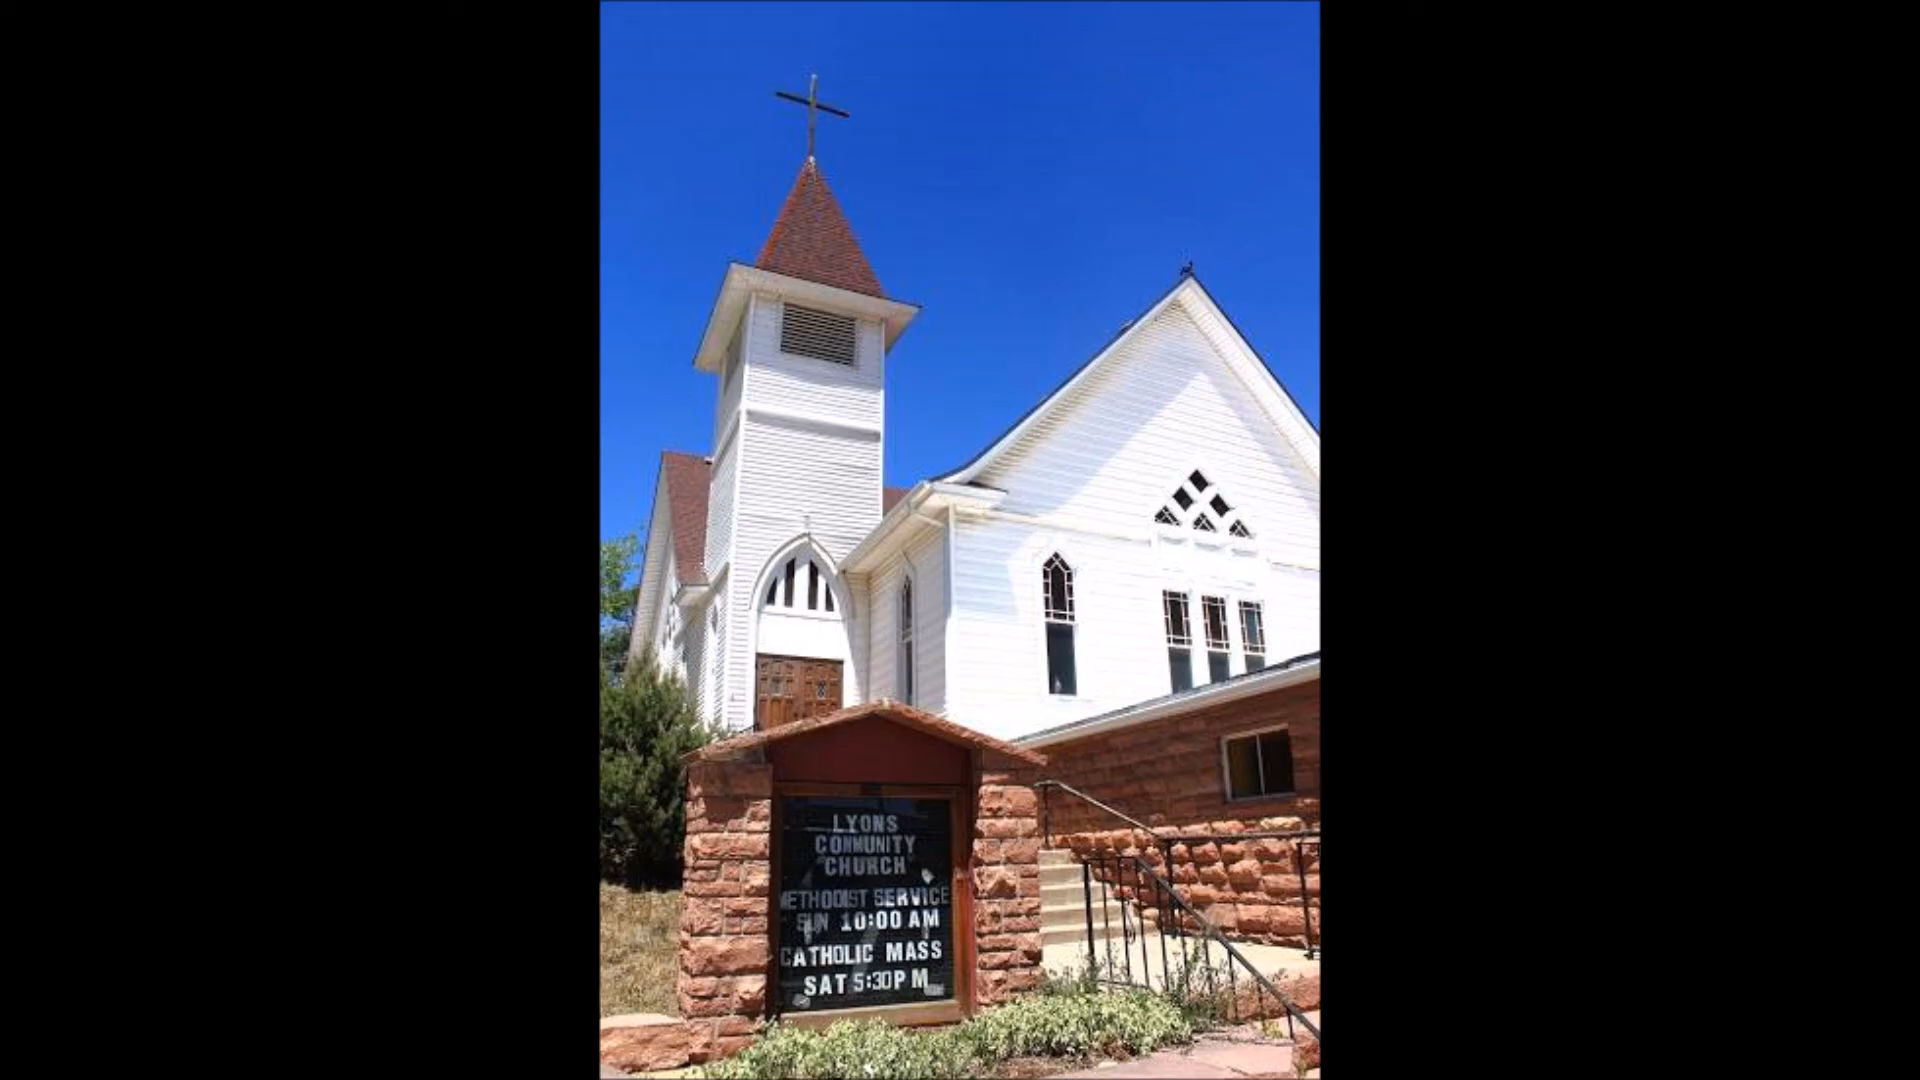 LYONS
COMMUNITY
CHURCH
METHODIST SERVICE
SUN 10:00 AM
CATHOLIC MASS
SAT 5:30 PM